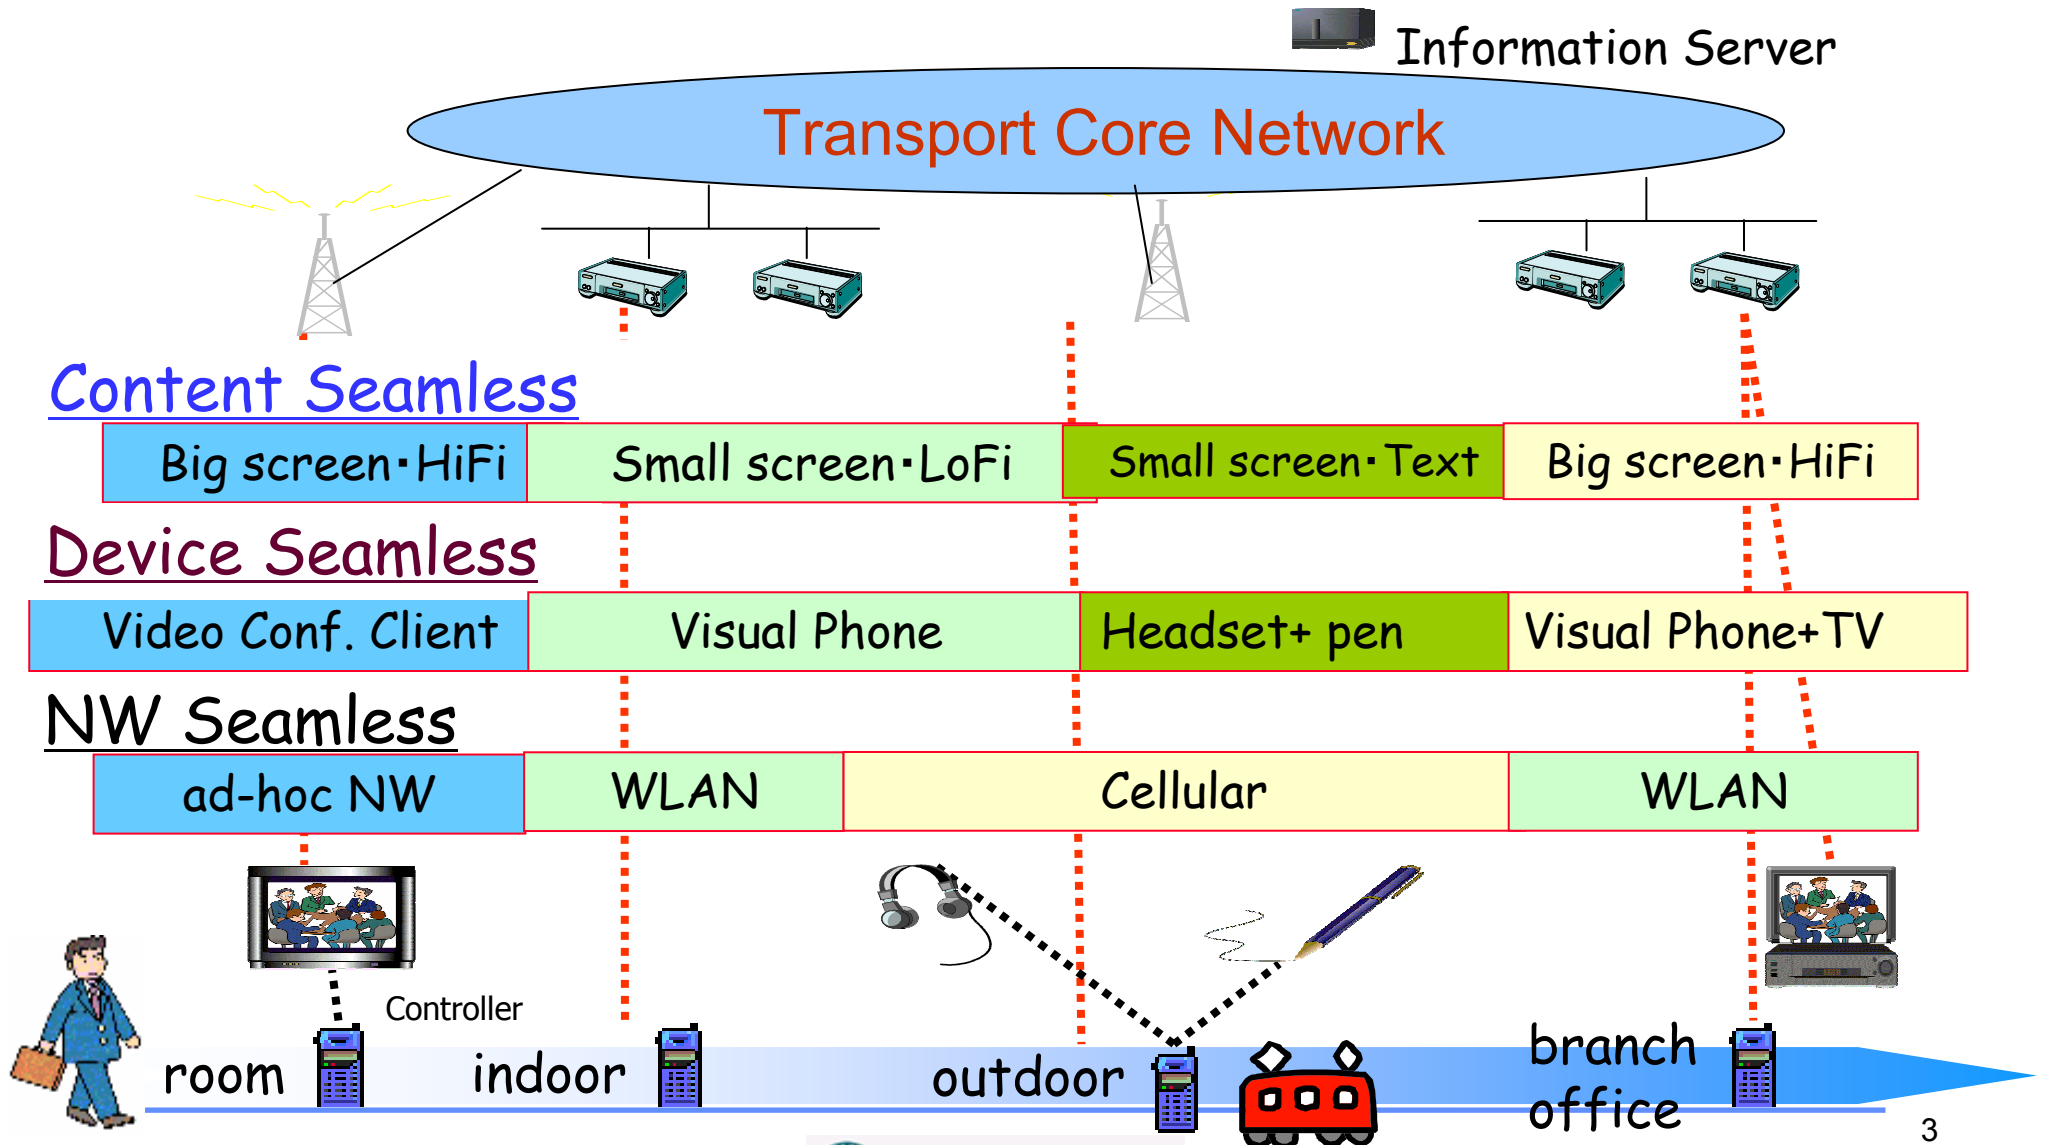 Information Server
Transport Core Network
Content Seamless
Big screen・HiFi
Small screen・LoFi
Small screen・Text
Big screen・HiFi
Device Seamless
Video Conf. Client
Visual Phone
Headset+ pen
Visual Phone+TV
NW Seamless
ad-hoc NW
WLAN
Cellular
WLAN
Controller
room
indoor
outdoor
branch
office
3